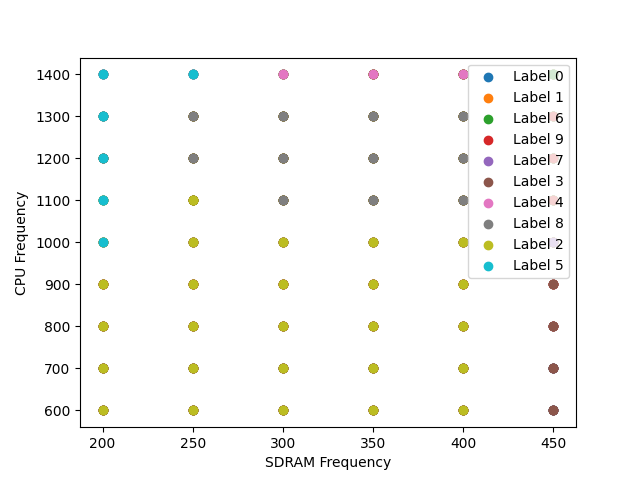 1400
1300
1200
1100
1000
900
800
700
600
CPU Frequency
200 250 300 350 400 450
SDRAM Frequency
Label 0
Label 1
Label 6
Label 9
Label 7
Label 3
Label 4
Label 8
Label 2
Label 5